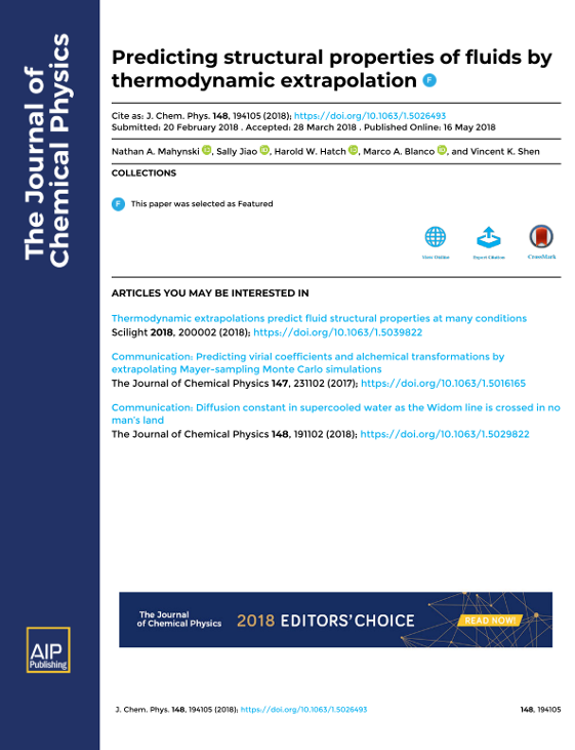 The Journal of
Chemical Physics
Predicting structural properties of fluids by
thermodynamic extrapolation F
Cite as: J. Chem. Phys. 148, 194105 (2018); https://doi.org/10.1063/1.5026493
Submitted: 20 February 2018 . Accepted: 28 March 2018 . Published Online: 16 May 2018
Nathan A. Mahynski iD, Sally Jiao iD, Harold W. Hatch iD, Marco A. Blanco iD, and Vincent K. Shen
COLLECTIONS
F This paper was selected as Featured
View Online
Export Citation
CrossMark
ARTICLES YOU MAY BE INTERESTED IN
Thermodynamic extrapolations predict fluid structural properties at many conditions
Scilight 2018, 200002 (2018); https://doi.org/10.1063/1.5039822
Communication: Predicting virial coefficients and alchemical transformations by
extrapolating Mayer-sampling Monte Carlo simulations
The Journal of Chemical Physics 147, 231102 (2017); https://doi.org/10.1063/1.5016165
Communication: Diffusion constant in supercooled water as the Widom line is crossed in no
man's land
The Journal of Chemical Physics 148, 191102 (2018); https://doi.org/10.1063/1.5029822
The Journal
of Chemical Physics
2018 EDITORS' CHOICE
READ NOW!
AIP
Publishing
J. Chem. Phys. 148, 194105 (2018); https://doi.org/10.1063/1.5026493
148, 194105